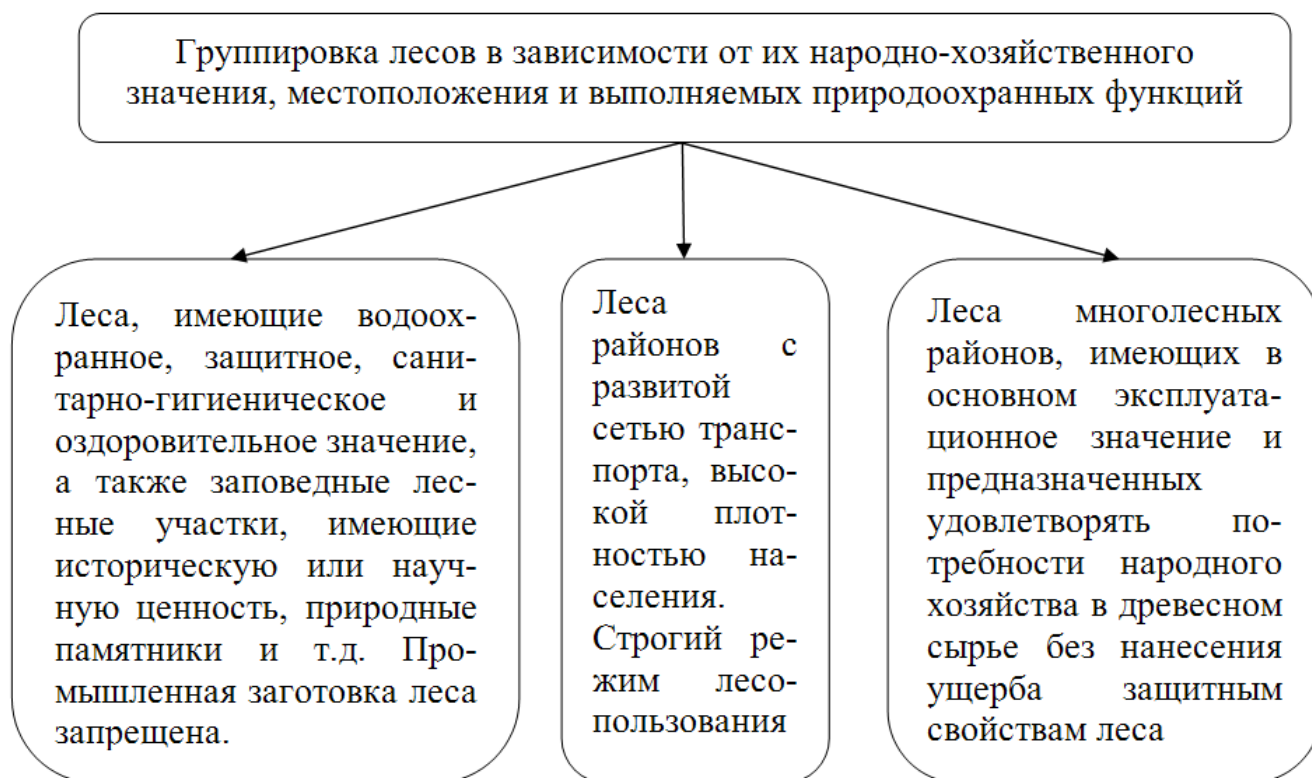 Группировка лесов в зависимости от их народно-хозяйственного
значения, местоположения и выполняемых природоохранных функций
Леса, имеющие водоох-
ранное, защитное, сани-
тарно-гигиеническое и
оздоровительное значение,
а также заповедные лес-
ные участки, имеющие
историческую или науч-
ную ценность, природные
памятники и т.д. Про-
мышленная заготовка леса
запрещена.
Леса
районов с
развитой
сетью транс-
порта, высо-
кой плот-
ностью на-
селения.
Строгий ре-
жим лесо-
пользования
Леса многолесных
районов, имеющих в
основном эксплуата-
ционное значение и
предназначенных
удовлетворять по-
требности народного
хозяйства в древесном
сырье без нанесения
ущерба защитным
свойствам леса